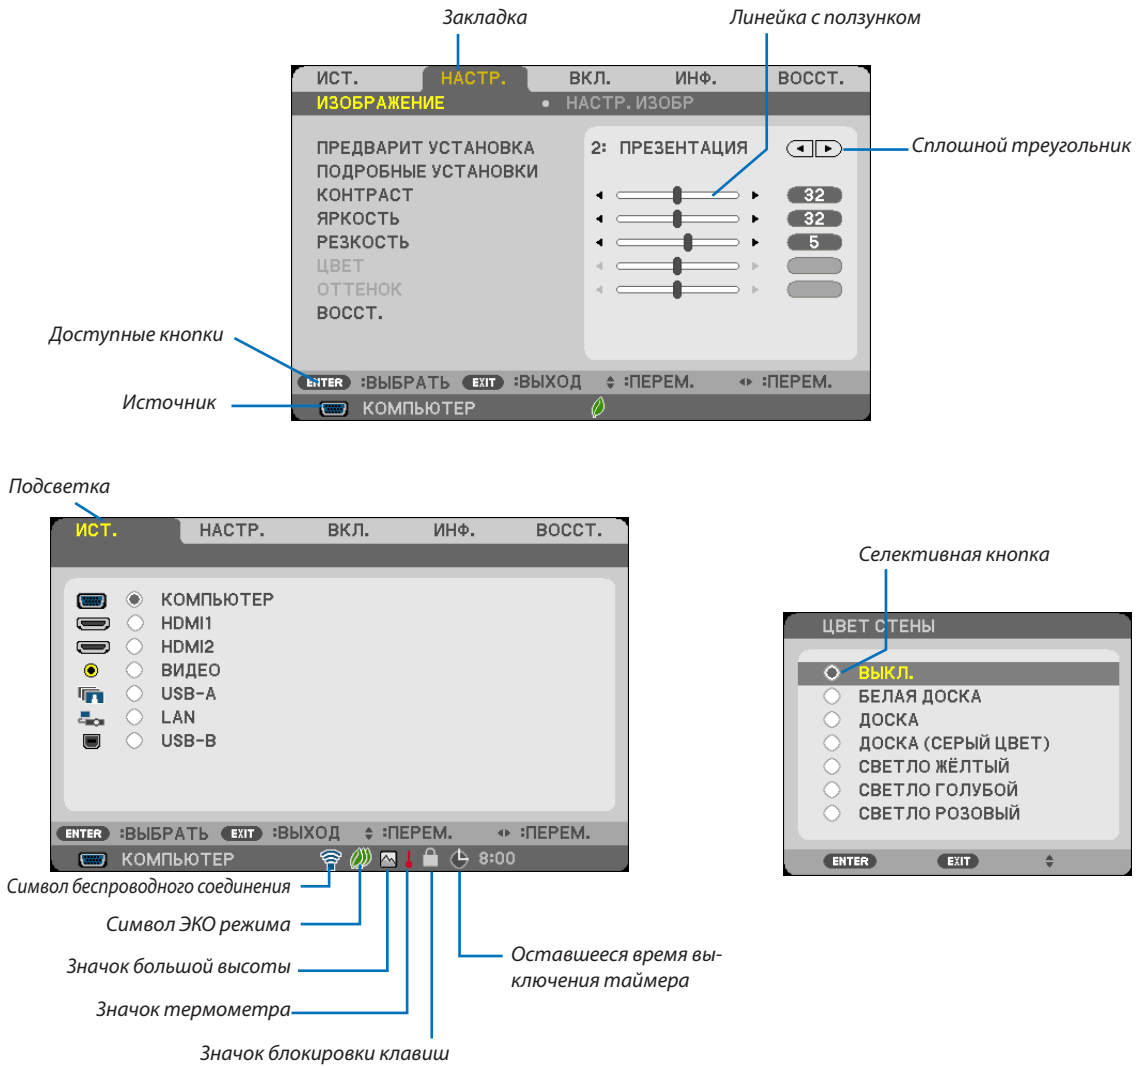 Закладка
Линейка с ползунком
ИСТ. НАСТР. ВКЛ. ИНФ. ВОССТ.
ИЗОБРАЖЕНИЕ • НАСТР. ИЗОБР
ПРЕДВАРИТ УСТАНОВКА 2: ПРЕЗЕНТАЦИЯ
Сплошной треугольник
ПОДРОБНЫЕ УСТАНОВКИ
КОНТРАСТ 32
ЯРКОСТЬ 32
РЕЗКОСТЬ 5
ЦВЕТ
ОТТЕНОК
ВОССТ.
Доступные кнопки
ENTER :ВЫБРАТЬ EXIT :ВЫХОД :ПЕРЕМ. :ПЕРЕМ.
Источник
КОМПЬЮТЕР
Подсветка
ИСТ. НАСТР. ВКЛ. ИНФ. ВОССТ.
КОМПЬЮТЕР
HDMI1
HDMI2
ВИДЕО
USB-A
LAN
USB-B
ENTER :ВЫБРАТЬ EXIT :ВЫХОД :ПЕРЕМ. :ПЕРЕМ.
КОМПЬЮТЕР 8:00
Символ беспроводного соединения
Символ ЭКО режима
Значок большой высоты
Значок термометра
Значок блокировки клавиш
Оставшееся время вы-
ключения таймера
Селективная кнопка
ЦВЕТ СТЕНЫ
ВЫКЛ.
БЕЛАЯ ДОСКА
ДОСКА
ДОСКА (СЕРЫЙ ЦВЕТ)
СВЕТЛО ЖЁЛТЫЙ
СВЕТЛО ГОЛУБОЙ
СВЕТЛО РОЗОВЫЙ
ENTER EXIT